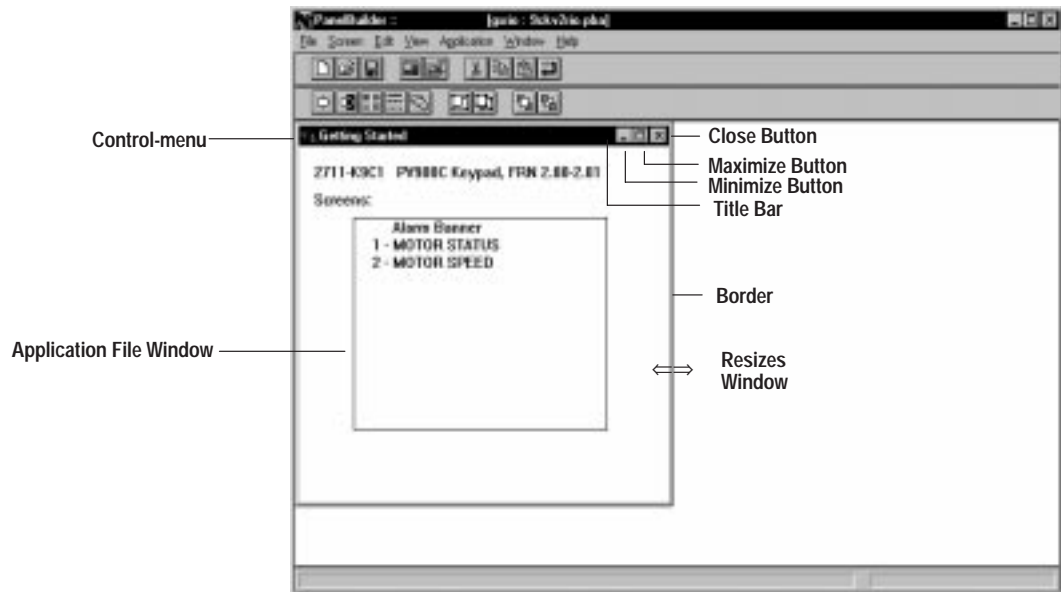 PanelBuilder ::
File Screen Edit View Application Window Help
Getting Started
Control-menu
Close Button
Maximize Button
Minimize Button
Title Bar
2711-K9C1 PV900C Keypad, FRN 2.00-2.01
Screens:
Alarm Banner
1 - MOTOR STATUS
2 - MOTOR SPEED
Border
Application File Window
Resizes
Window